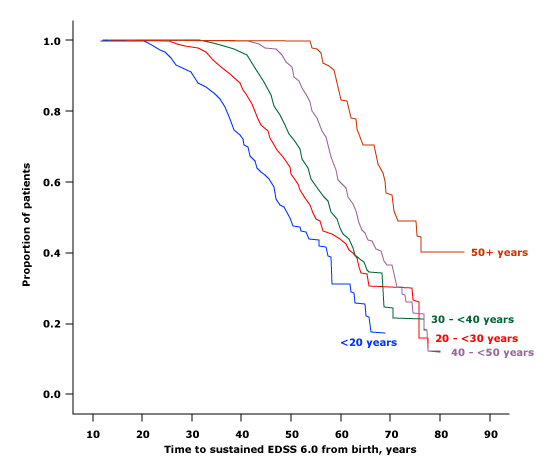 1.0
0.8
0.6
0.4
0.2
0.0
Proportion of patients
50+ years
30 - <40 years
20 - <30 years
<20 years
40 - <50 years
10 20 30 40 50 60 70 80 90
Time to sustained EDSS 6.0 from birth, years